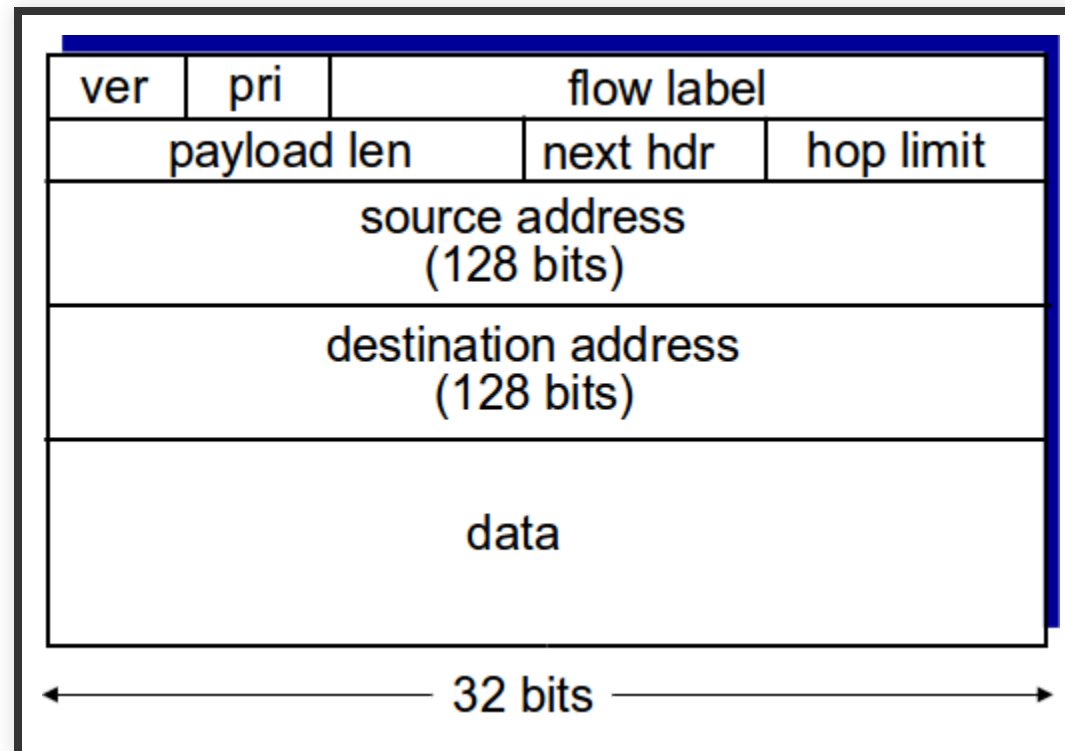 ver pri flow label
payload len next hdr hop limit
source address
(128 bits)
destination address
(128 bits)
data
32 bits